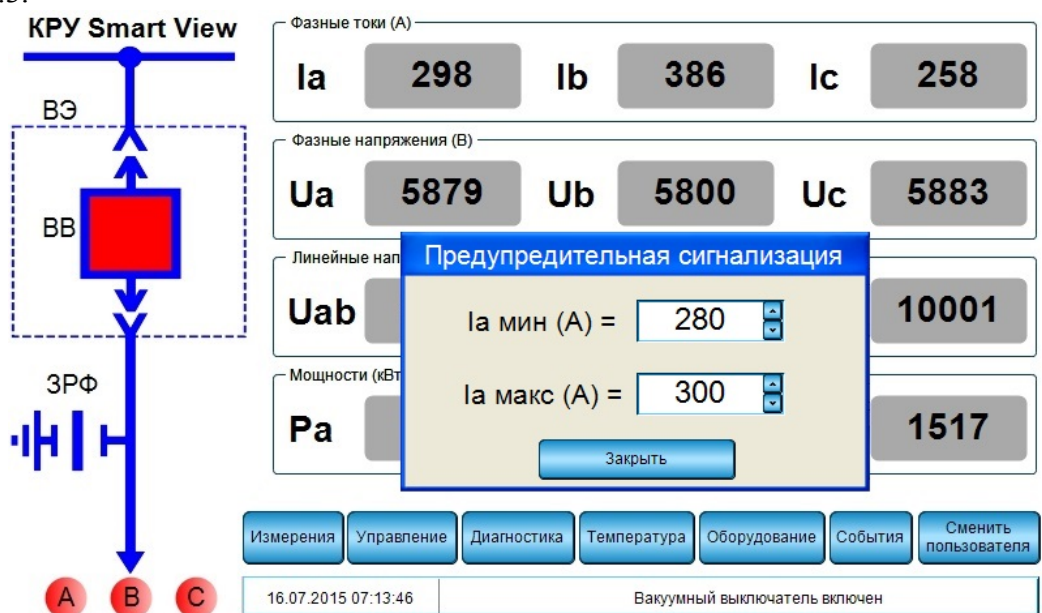 КРУ Smart View
ВЭ
ВВ
ЗРФ
A B C
Фазные токи (А)
Ia 298 Ib 386 Ic 258
Фазные напряжения (В)
Ua 5879 Ub 5800 Uc 5883
Линейные нап
Uab 10001
Мощности (кВт
Pa 1517
Предупредительная сигнализация
Ia мин (А) = 280
Ia макс (А) = 300
Закрыть
Измерения Управление Диагностика Температура Оборудование События Сменить пользователя
16.07.2015 07:13:46 Вакуумный выключатель включен